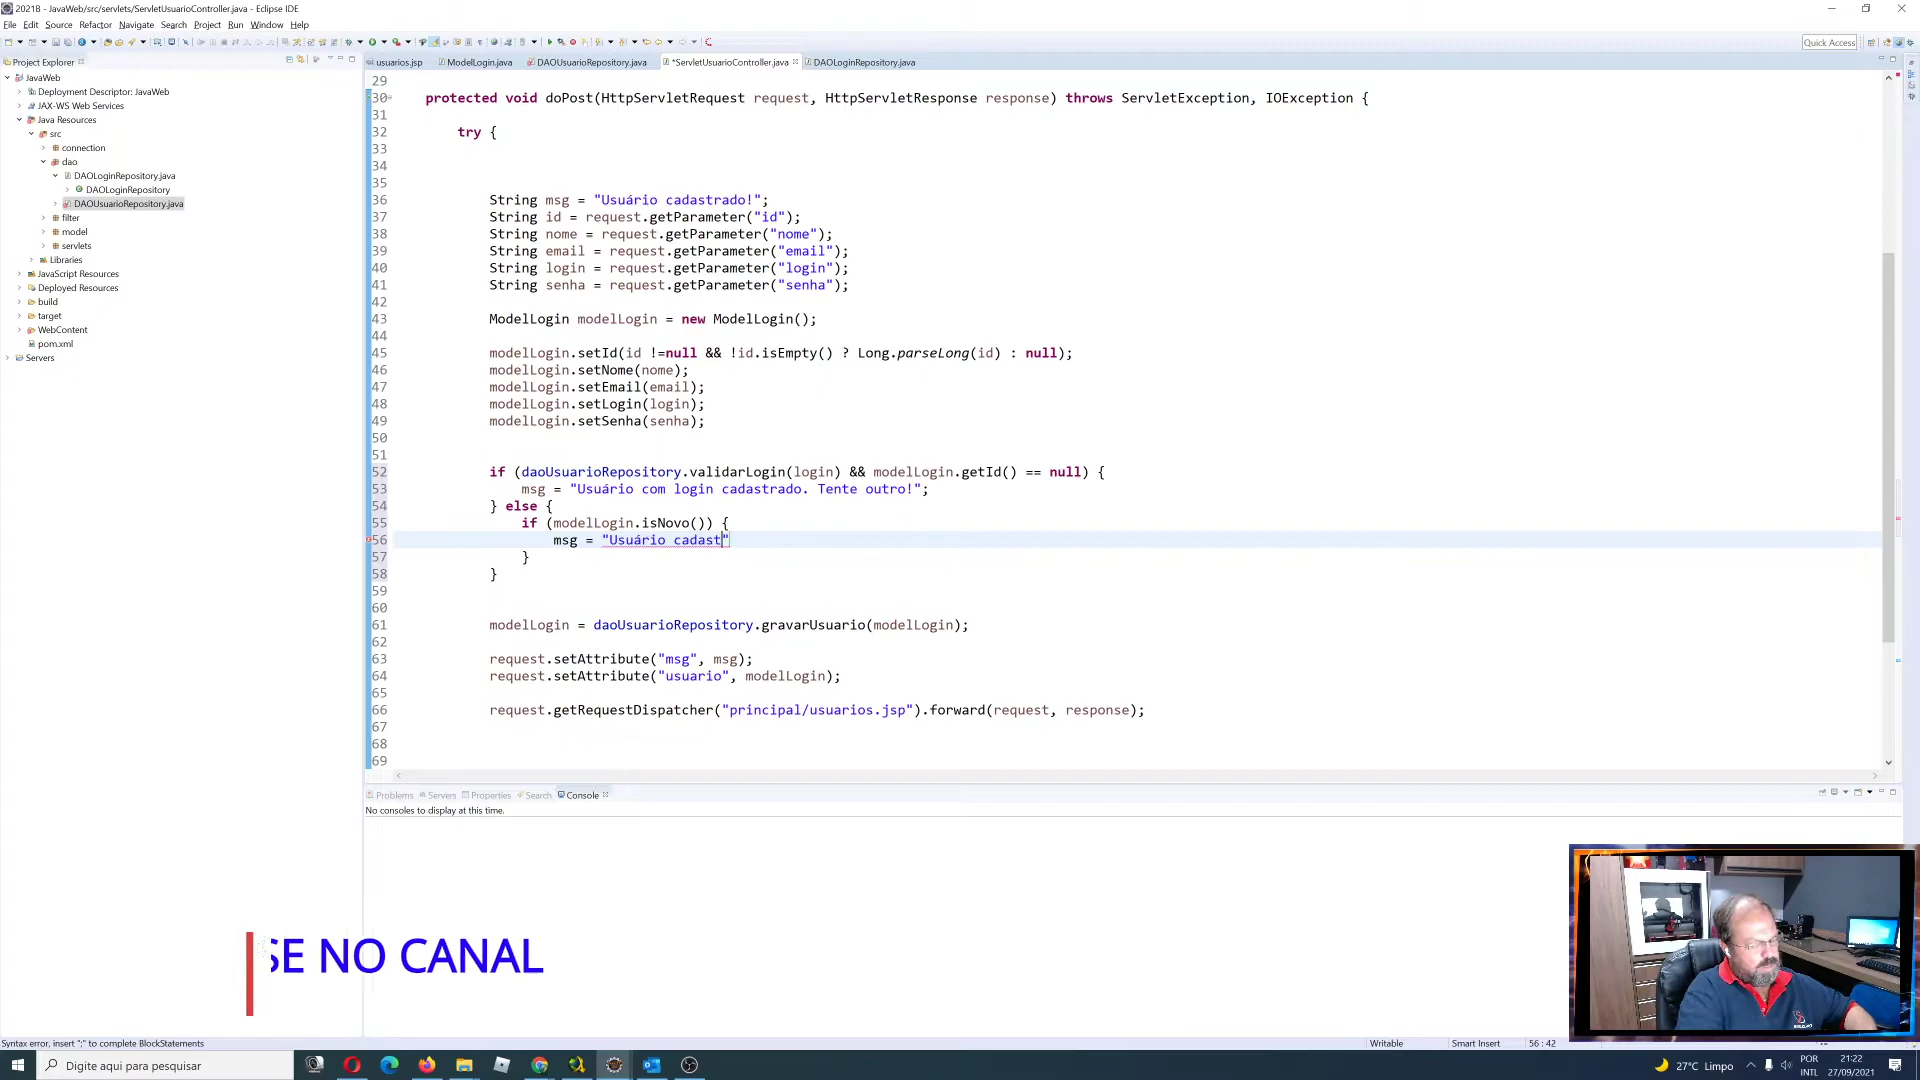 2021B - JavaWeb/src/servlets/ServletUsuarioController.java - Eclipse IDE
File Edit Source Refactor Navigate Search Project Run Window Help
Quick Access
Project Explorer
usuarios.jsp ModelLogin.java DAOUsuarioRepository.java *ServletUsuarioController.java DAOLoginRepository.java
JavaWeb
Deployment Descriptor: JavaWeb
JAX-WS Web Services
Java Resources
src
connection
dao
DAOLoginRepository.java
DAOLoginRepository
DAOUsuarioRepository.java
filter
model
servlets
Libraries
JavaScript Resources
Deployed Resources
build
target
WebContent
pom.xml
Servers
29
30 protected void doPost(HttpServletRequest request, HttpServletResponse response) throws ServletException, IOException {
31
32 try {
33
34
35
36 String msg = "Usuário cadastrado!";
37 String id = request.getParameter("id");
38 String nome = request.getParameter("nome");
39 String email = request.getParameter("email");
40 String login = request.getParameter("login");
41 String senha = request.getParameter("senha");
42
43 ModelLogin modelLogin = new ModelLogin();
44
45 modelLogin.setId(id !=null && !id.isEmpty() ? Long.parseLong(id) : null);
46 modelLogin.setNome(nome);
47 modelLogin.setEmail(email);
48 modelLogin.setLogin(login);
49 modelLogin.setSenha(senha);
50
51
52 if (daoUsuarioRepository.validarLogin(login) && modelLogin.getId() == null) {
53 msg = "Usuário com login cadastrado. Tente outro!";
54 } else {
55 if (modelLogin.isNovo()) {
56 msg = "Usuário cadast"
57 }
58 }
59
60
61 modelLogin = daoUsuarioRepository.gravarUsuario(modelLogin);
62
63 request.setAttribute("msg", msg);
64 request.setAttribute("usuario", modelLogin);
65
66 request.getRequestDispatcher("principal/usuarios.jsp").forward(request, response);
67
68
69
Problems Servers Properties Search Console
No consoles to display at this time.
SE NO CANAL
Syntax error, insert ";" to complete BlockStatements
Writable Smart Insert 56 : 42
Digite aqui para pesquisar
27°C Limpo
POR
INTL
21:22
27/09/2021